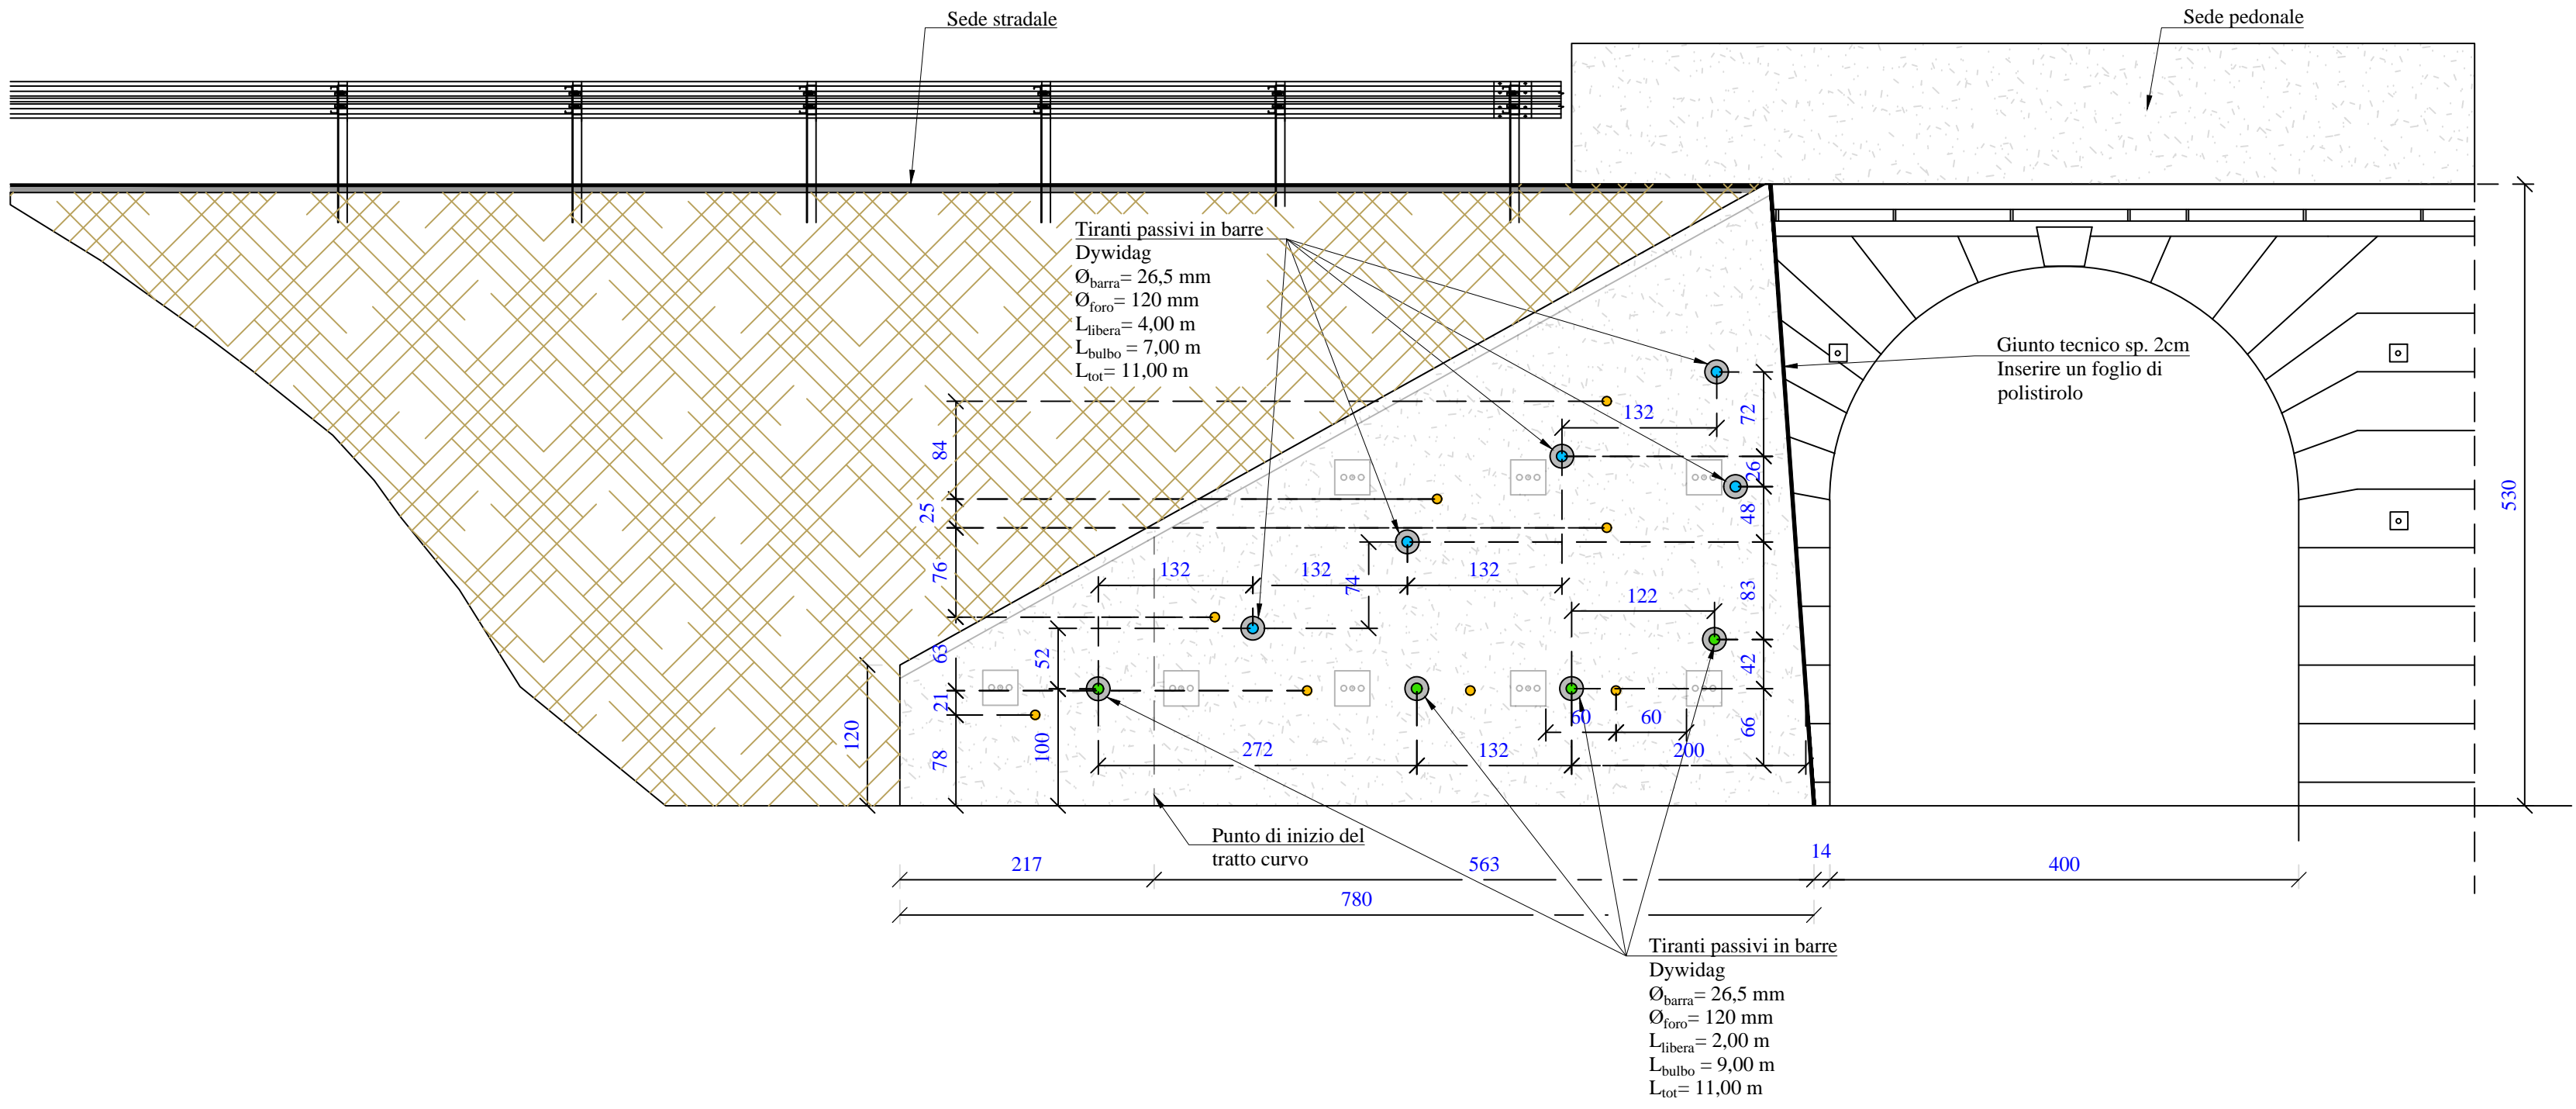 Sede stradale
Sede pedonale
Tiranti passivi in barre
Dywidag
Øbarra= 26,5 mm
Øforo= 120 mm
Llibera= 4,00 m
Lbulbo = 7,00 m
Ltot= 11,00 m
Giunto tecnico sp. 2cm
Inserire un foglio di
polistirolo
132
72
26
48
83
42
66
530
84
25
76
63
21
78
120
52
100
132
132
132
74
122
60
60
272
132
200
Punto di inizio del
tratto curvo
217
563
14
400
780
Tiranti passivi in barre
Dywidag
Øbarra= 26,5 mm
Øforo= 120 mm
Llibera= 2,00 m
Lbulbo = 9,00 m
Ltot= 11,00 m